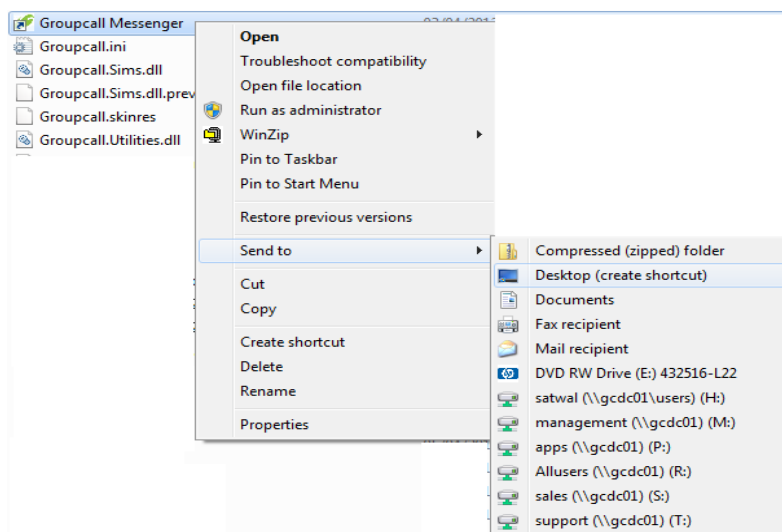 Groupcall Messenger
Groupcall.ini
Groupcall.Sims.dll
Groupcall.Sims.dll.prev
Groupcall.skinres
Groupcall.Utilities.dll
Open
Troubleshoot compatibility
Open file location
Run as administrator
WinZip
Pin to Taskbar
Pin to Start Menu
Restore previous versions
Send to
Cut
Copy
Create shortcut
Delete
Rename
Properties
Compressed (zipped) folder
Desktop (create shortcut)
Documents
Fax recipient
Mail recipient
DVD RW Drive (E:) 432516-L22
satwal (\\gcdc01\users) (H:)
management (\\gcdc01) (M:)
apps (\\gcdc01) (P:)
Allusers (\\gcdc01) (R:)
sales (\\gcdc01) (S:)
support (\\gcdc01) (T:)